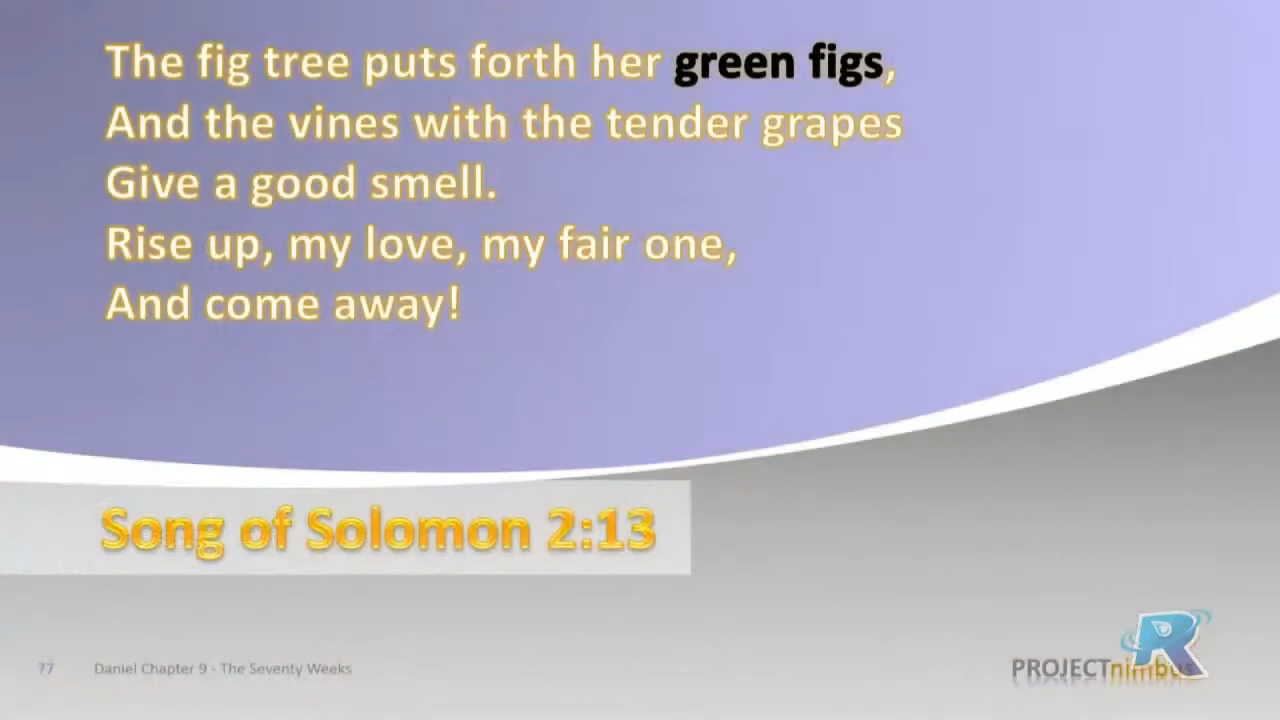 The fig tree puts forth her green figs,
And the vines with the tender grapes
Give a good smell.
Rise up, my love, my fair one,
And come away!
Song of Solomon 2:13
77 Daniel Chapter 9 - The Seventy Weeks
PROJECTnimbus
R